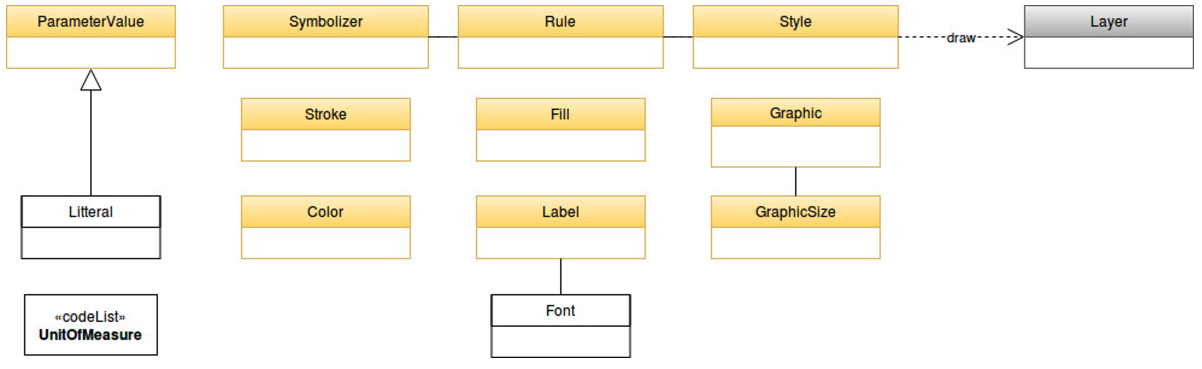 ParameterValue
Symbolizer
Rule
Style
draw
Layer
Stroke
Fill
Graphic
Litteral
Color
Label
GraphicSize
«codeList»
UnitOfMeasure
Font